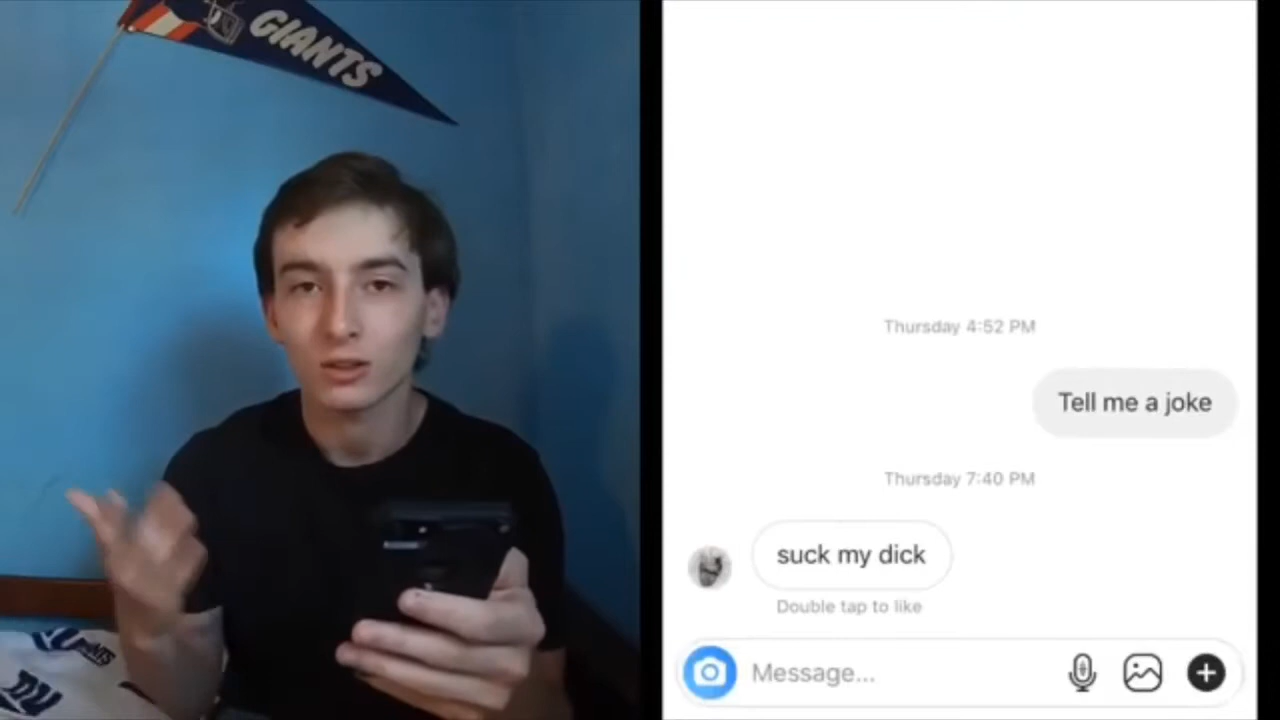 GIANTS
Thursday 4:52 PM
Tell me a joke
Thursday 7:40 PM
suck my dick
Double tap to like
Message...